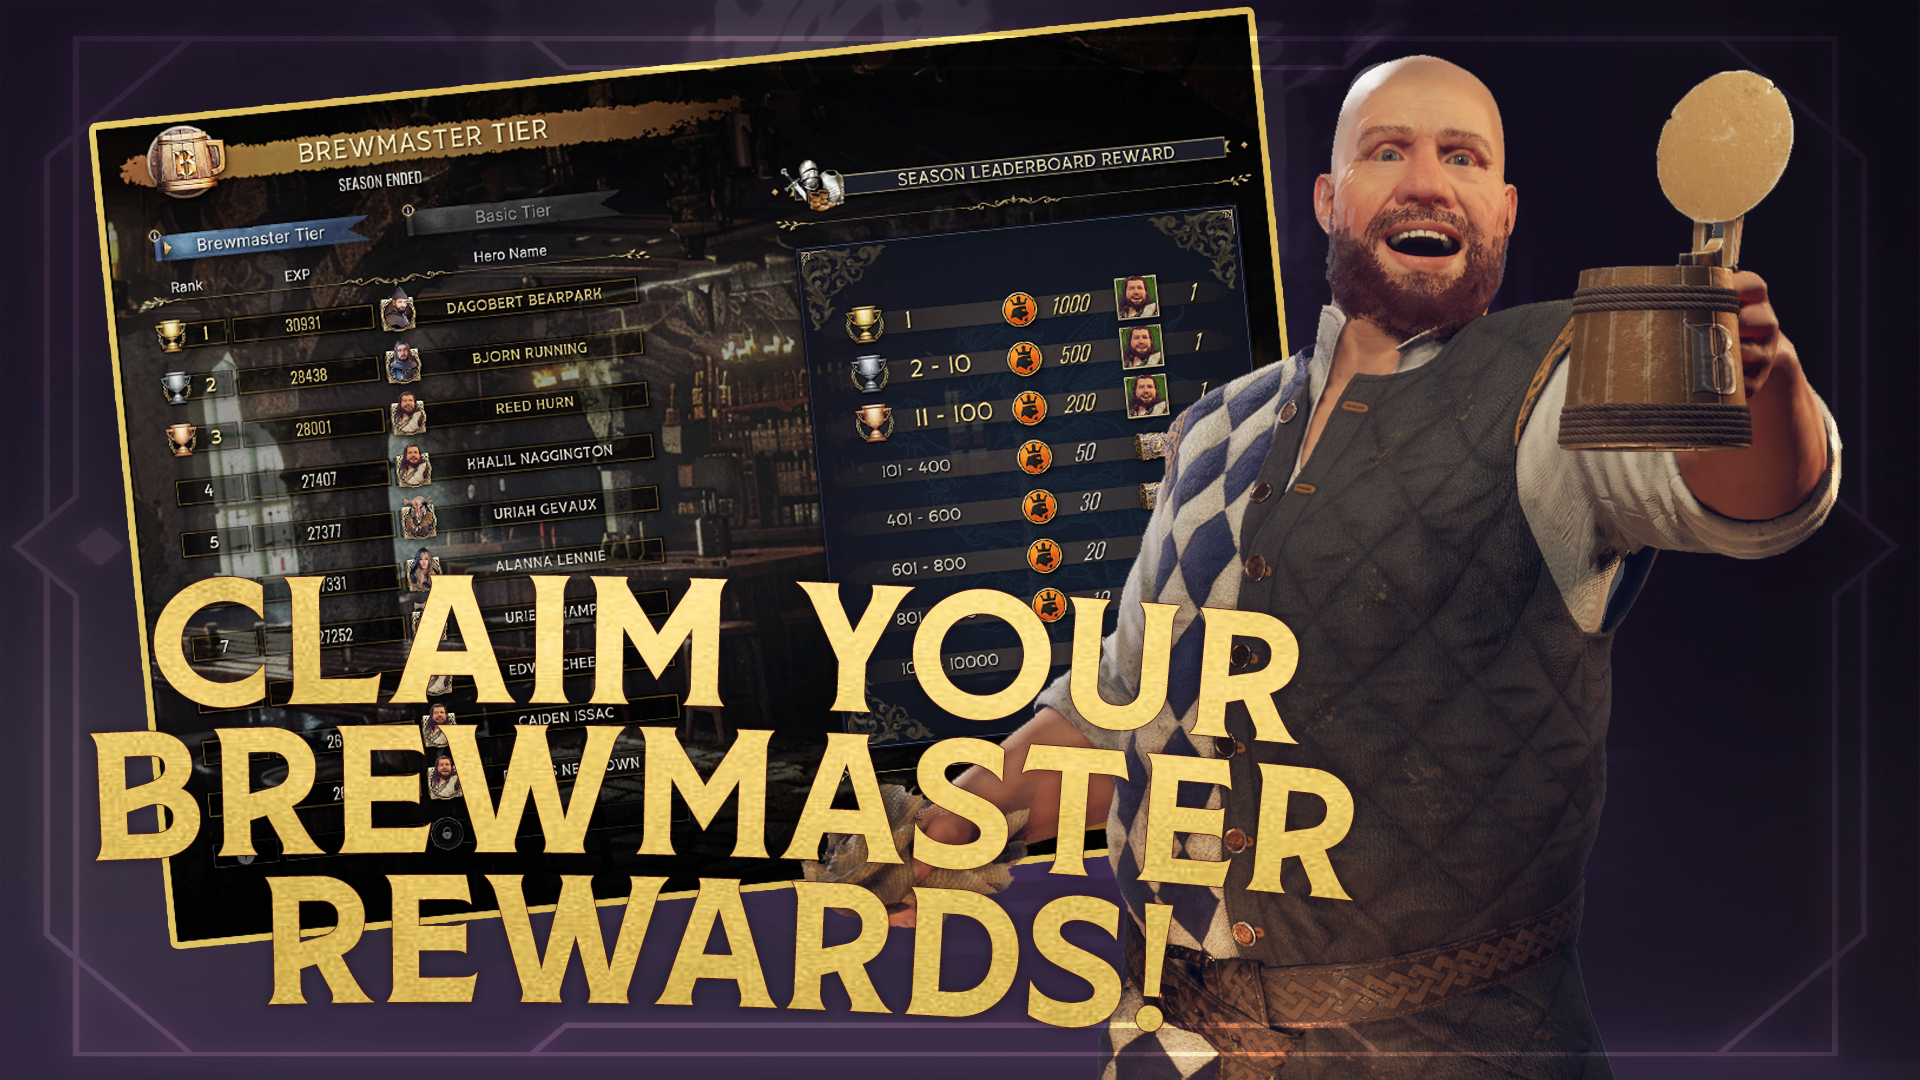 BREWMASTER TIER
SEASON ENDED
Brewmaster Tier
Basic Tier
Rank EXP Hero Name
1 30931 DAGOBERT BEARPARK
2 28438 BJORN RUNNING
3 28001 REED HURN
4 27407 KHALIL NAGGINGTON
5 27377 URIAH GEVAUX
ALANNA LENNIE
7 27252
CAIDEN ISSAC
SEASON LEADERBOARD REWARD
1 1000 1
2 - 10 500 1
11 - 100 200 1
101 - 400 50
401 - 600 30
601 - 800 20
10000
B
B
CLAIM YOUR
BREWMASTER
REWARDS!